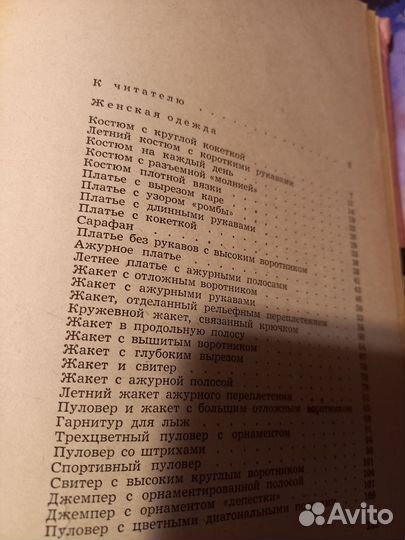 К читателю
Женская одежда
Костюм с круглой кокеткой
Летний костюм с короткими рукавами
Костюм на каждый день
Костюм с разъемной «молнией»
Костюм плотной вязки
Платье с вырезом каре
Платье с узором «ромбы»
Платье с длинными рукавами
Платье с кокеткой
Сарафан
Платье без рукавов с высоким воротником
Ажурное платье
Летнее платье с ажурными полосами
Жакет с отложным воротником
Жакет с ажурными рукавами
Жакет, отделанный рельефным переплетением
Кружевной жакет, связанный крючком
Жакет в продольную полосу
Жакет с вышитым воротником
Жакет с глубоким вырезом
Жакет и свитер
Жакет с ажурной полосой
Летний жакет ажурного переплетения
Пуловер и жакет с большим отложным воротником
Гарнитур для лыж
Трехцветный пуловер с орнаментом
Пуловер со штрихами
Спортивный пуловер
Свитер с высоким круглым воротником
Джемпер с орнаментированной полосой
Джемпер с орнаментом «лепестки»
Пуловер с цветными диагональными
Avito